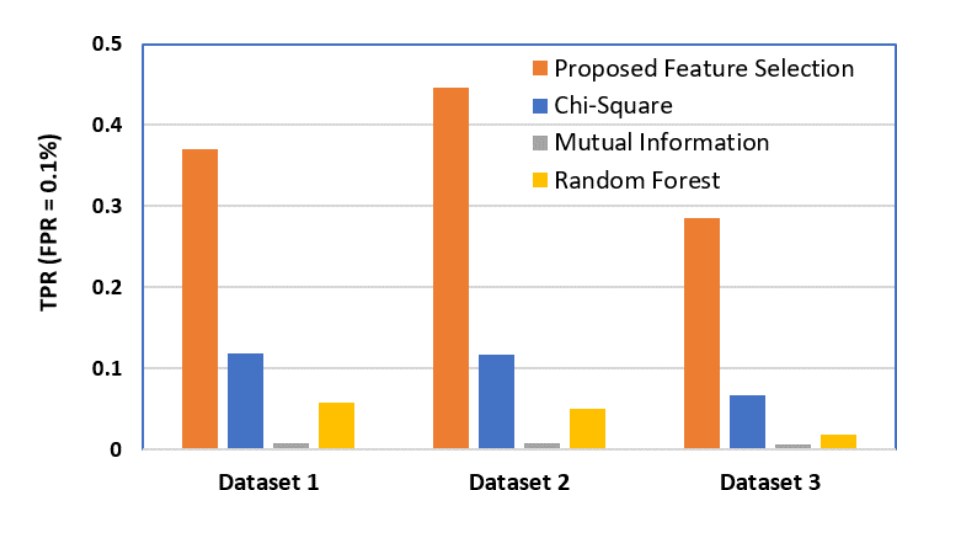 0.5
0.4
0.3
0.2
0.1
0
TPR (FPR = 0.1%)
Proposed Feature Selection
Chi-Square
Mutual Information
Random Forest
Dataset 1
Dataset 2
Dataset 3